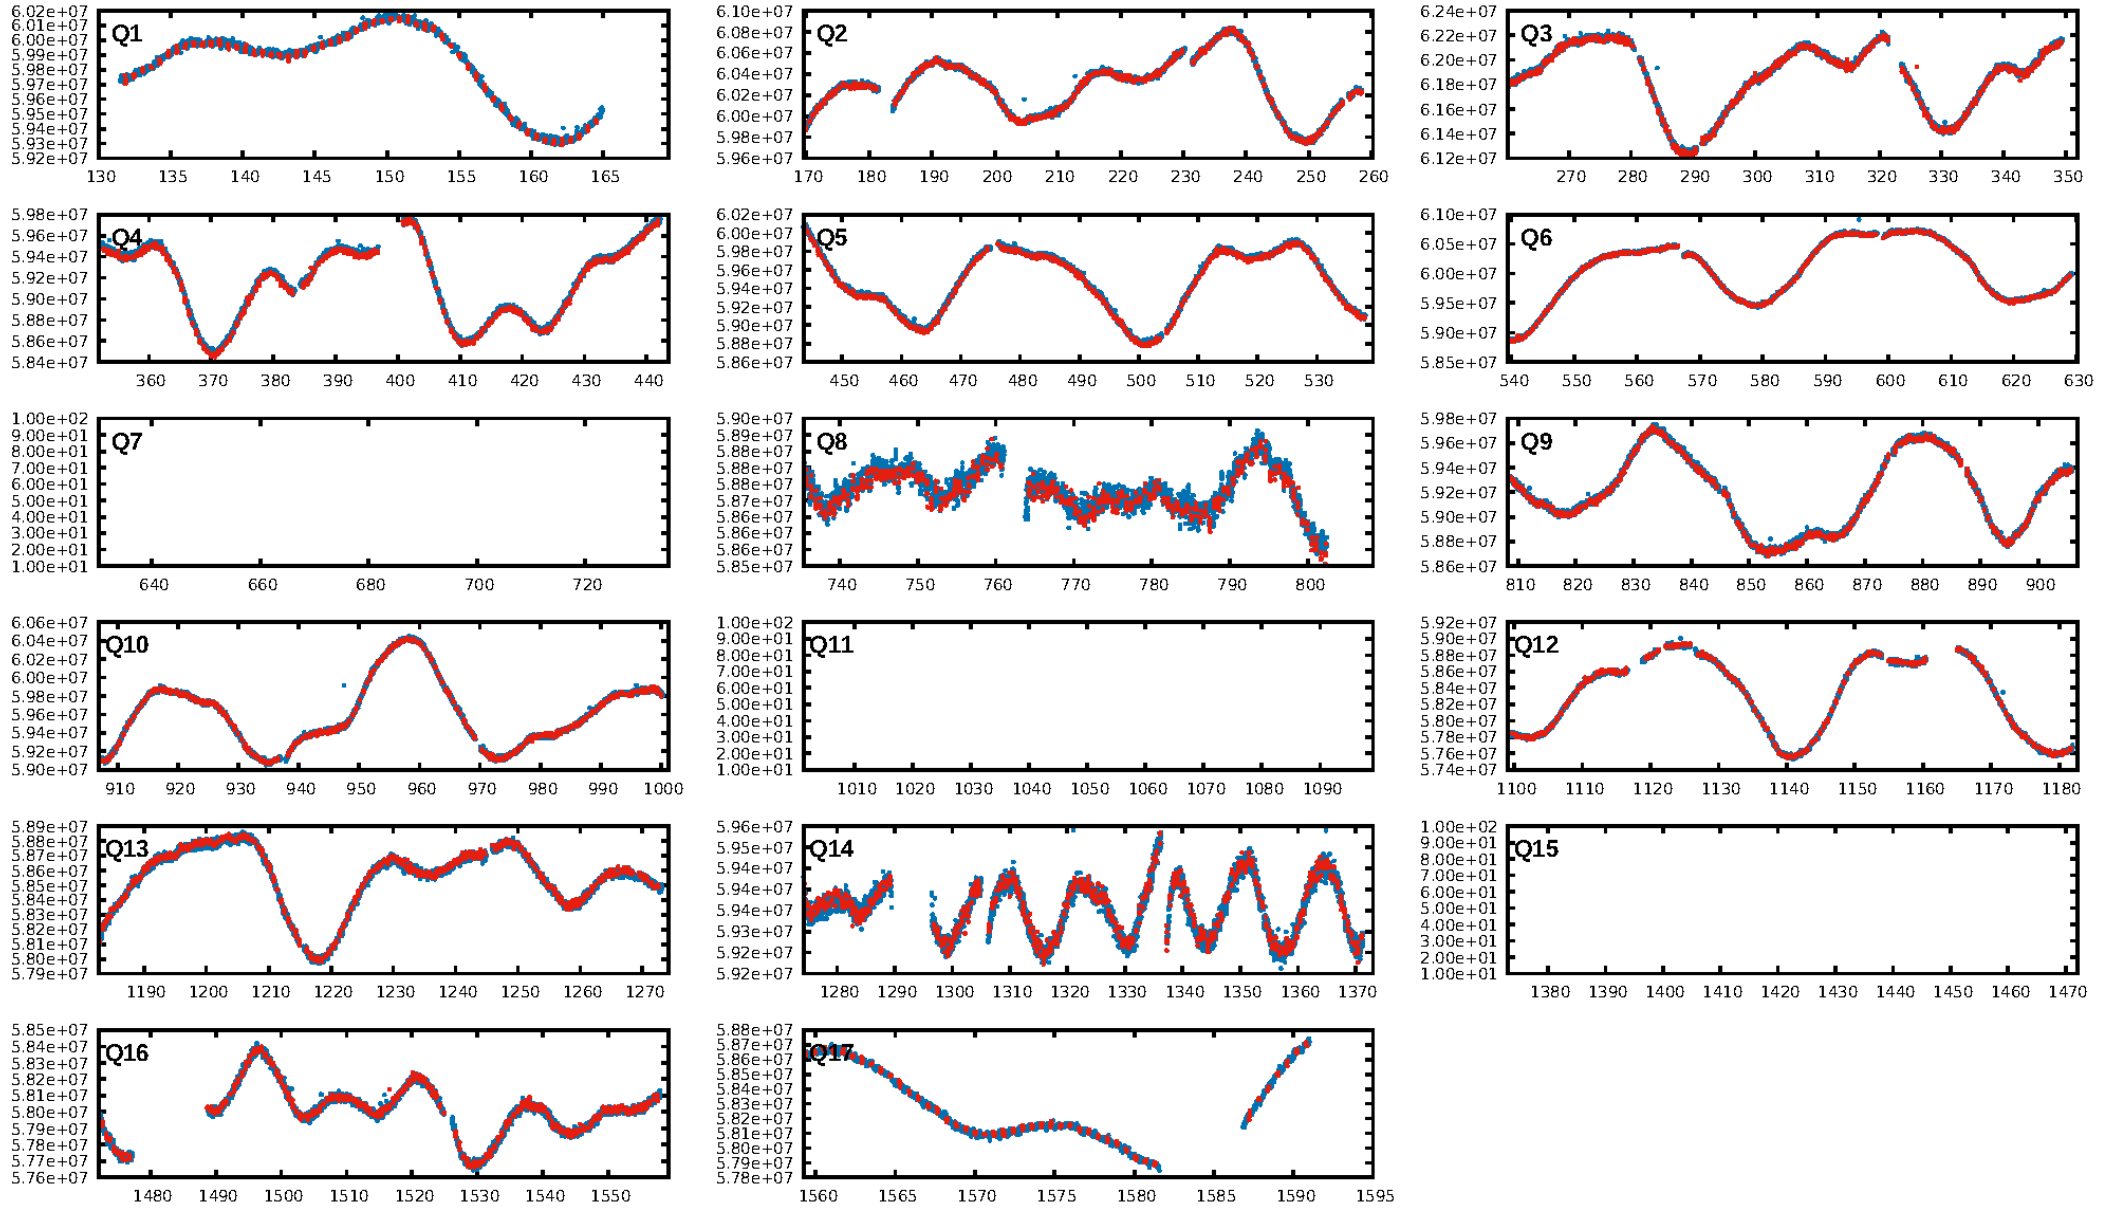 6.02e+07
6.01e+07
6.00e+07
5.99e+07
5.98e+07
5.97e+07
5.96e+07
5.95e+07
5.94e+07
5.93e+07
5.92e+07
Q1
130 135 140 145 150 155 160 165
6.10e+07
6.08e+07
6.06e+07
6.04e+07
6.02e+07
6.00e+07
5.98e+07
5.96e+07
Q2
170 180 190 200 210 220 230 240 250 260
6.24e+07
6.22e+07
6.20e+07
6.18e+07
6.16e+07
6.14e+07
6.12e+07
Q3
270 280 290 300 310 320 330 340 350
5.98e+07
5.96e+07
5.94e+07
5.92e+07
5.90e+07
5.88e+07
5.86e+07
5.84e+07
Q4
360 370 380 390 400 410 420 430 440
6.02e+07
6.00e+07
5.98e+07
5.96e+07
5.94e+07
5.92e+07
5.90e+07
5.88e+07
5.86e+07
Q5
450 460 470 480 490 500 510 520 530
6.10e+07
6.05e+07
6.00e+07
5.95e+07
5.90e+07
5.85e+07
Q6
540 550 560 570 580 590 600 610 620 630
1.00e+02
9.00e+01
8.00e+01
7.00e+01
6.00e+01
5.00e+01
4.00e+01
3.00e+01
2.00e+01
1.00e+01
Q7
640 660 680 700 720
5.90e+07
5.89e+07
5.88e+07
5.88e+07
5.88e+07
5.87e+07
5.86e+07
5.86e+07
5.86e+07
5.85e+07
Q8
740 750 760 770 780 790 800
5.98e+07
5.96e+07
5.94e+07
5.92e+07
5.90e+07
5.88e+07
5.86e+07
Q9
810 820 830 840 850 860 870 880 890 900
6.06e+07
6.04e+07
6.02e+07
6.00e+07
5.98e+07
5.96e+07
5.94e+07
5.92e+07
5.90e+07
Q10
910 920 930 940 950 960 970 980 990 1000
1.00e+02
9.00e+01
8.00e+01
7.00e+01
6.00e+01
5.00e+01
4.00e+01
3.00e+01
2.00e+01
1.00e+01
Q11
1010 1020 1030 1040 1050 1060 1070 1080 1090
5.92e+07
5.90e+07
5.88e+07
5.86e+07
5.84e+07
5.82e+07
5.80e+07
5.78e+07
5.76e+07
5.74e+07
Q12
1100 1110 1120 1130 1140 1150 1160 1170 1180
5.89e+07
5.88e+07
5.87e+07
5.86e+07
5.85e+07
5.84e+07
5.83e+07
5.82e+07
5.81e+07
5.80e+07
5.79e+07
Q13
1190 1200 1210 1220 1230 1240 1250 1260 1270
5.96e+07
5.95e+07
5.94e+07
5.94e+07
5.94e+07
5.93e+07
5.92e+07
5.92e+07
Q14
1280 1290 1300 1310 1320 1330 1340 1350 1360 1370
1.00e+02
9.00e+01
8.00e+01
7.00e+01
6.00e+01
5.00e+01
4.00e+01
3.00e+01
2.00e+01
1.00e+01
Q15
1380 1390 1400 1410 1420 1430 1440 1450 1460 1470
5.85e+07
5.84e+07
5.83e+07
5.82e+07
5.81e+07
5.80e+07
5.79e+07
5.78e+07
5.77e+07
5.76e+07
Q16
1480 1490 1500 1510 1520 1530 1540 1550
5.88e+07
5.87e+07
5.86e+07
5.85e+07
5.84e+07
5.83e+07
5.82e+07
5.81e+07
5.80e+07
5.79e+07
5.78e+07
Q17
1560 1565 1570 1575 1580 1585 1590 1595